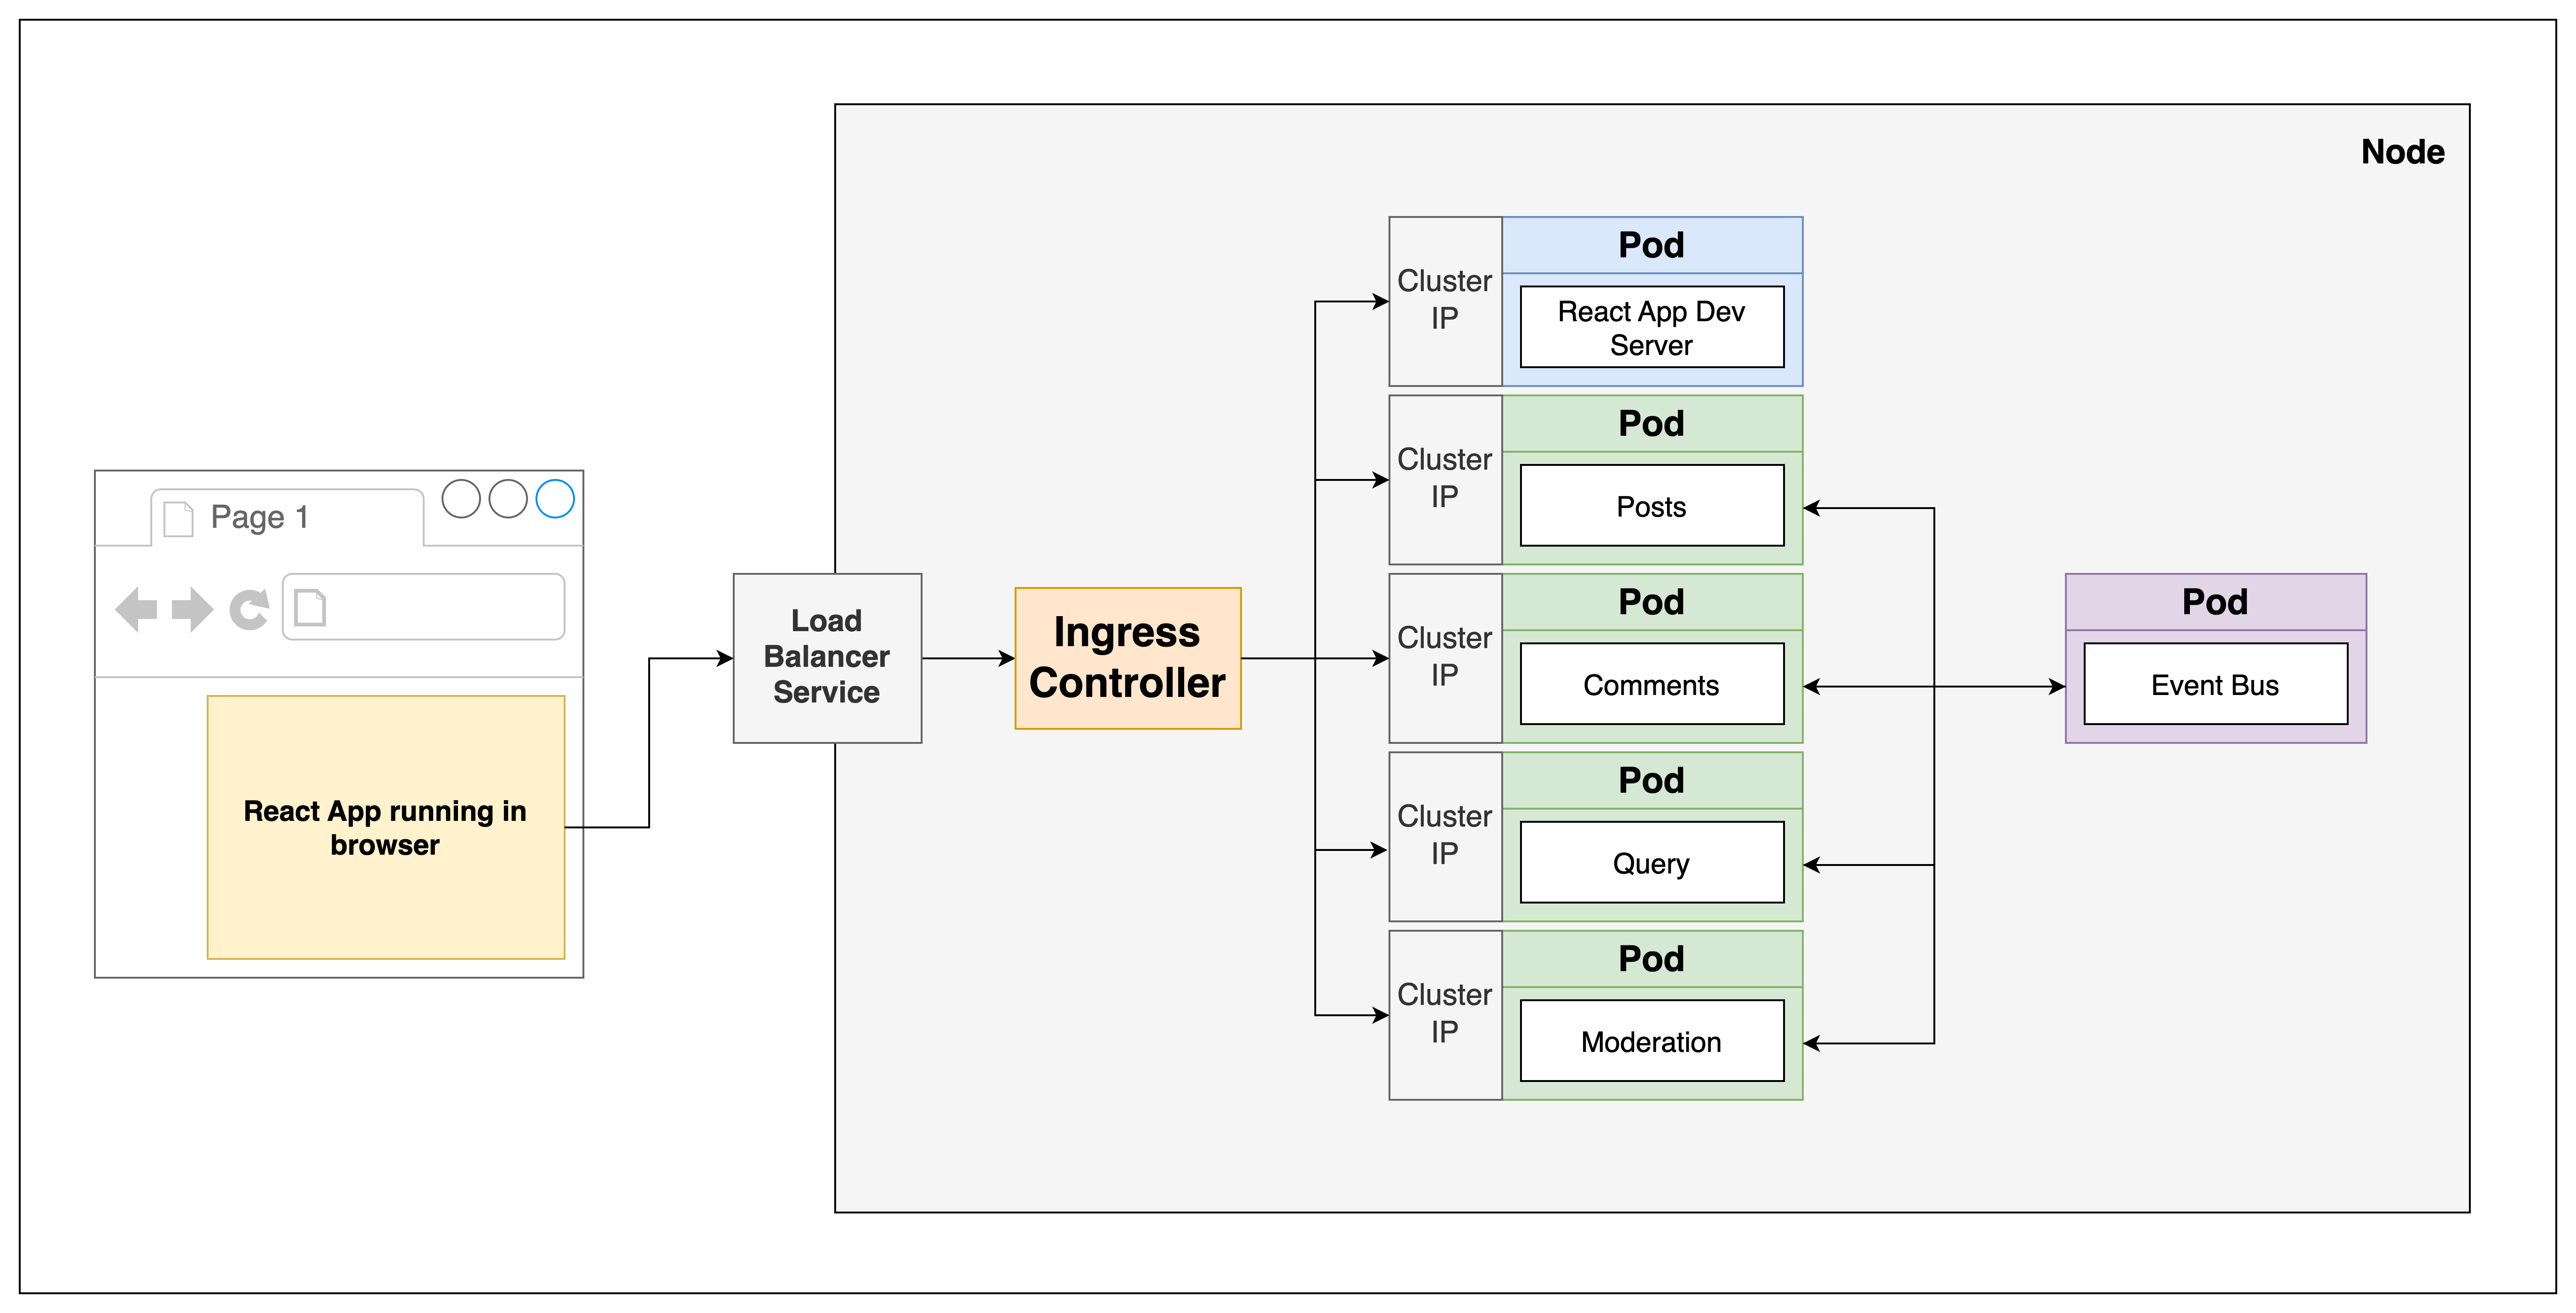 Node
Page 1
React App running in
browser
Load
Balancer
Service
Ingress
Controller
Cluster
IP
Pod
React App Dev
Server
Cluster
IP
Pod
Posts
Cluster
IP
Pod
Comments
Cluster
IP
Pod
Query
Cluster
IP
Pod
Moderation
Pod
Event Bus